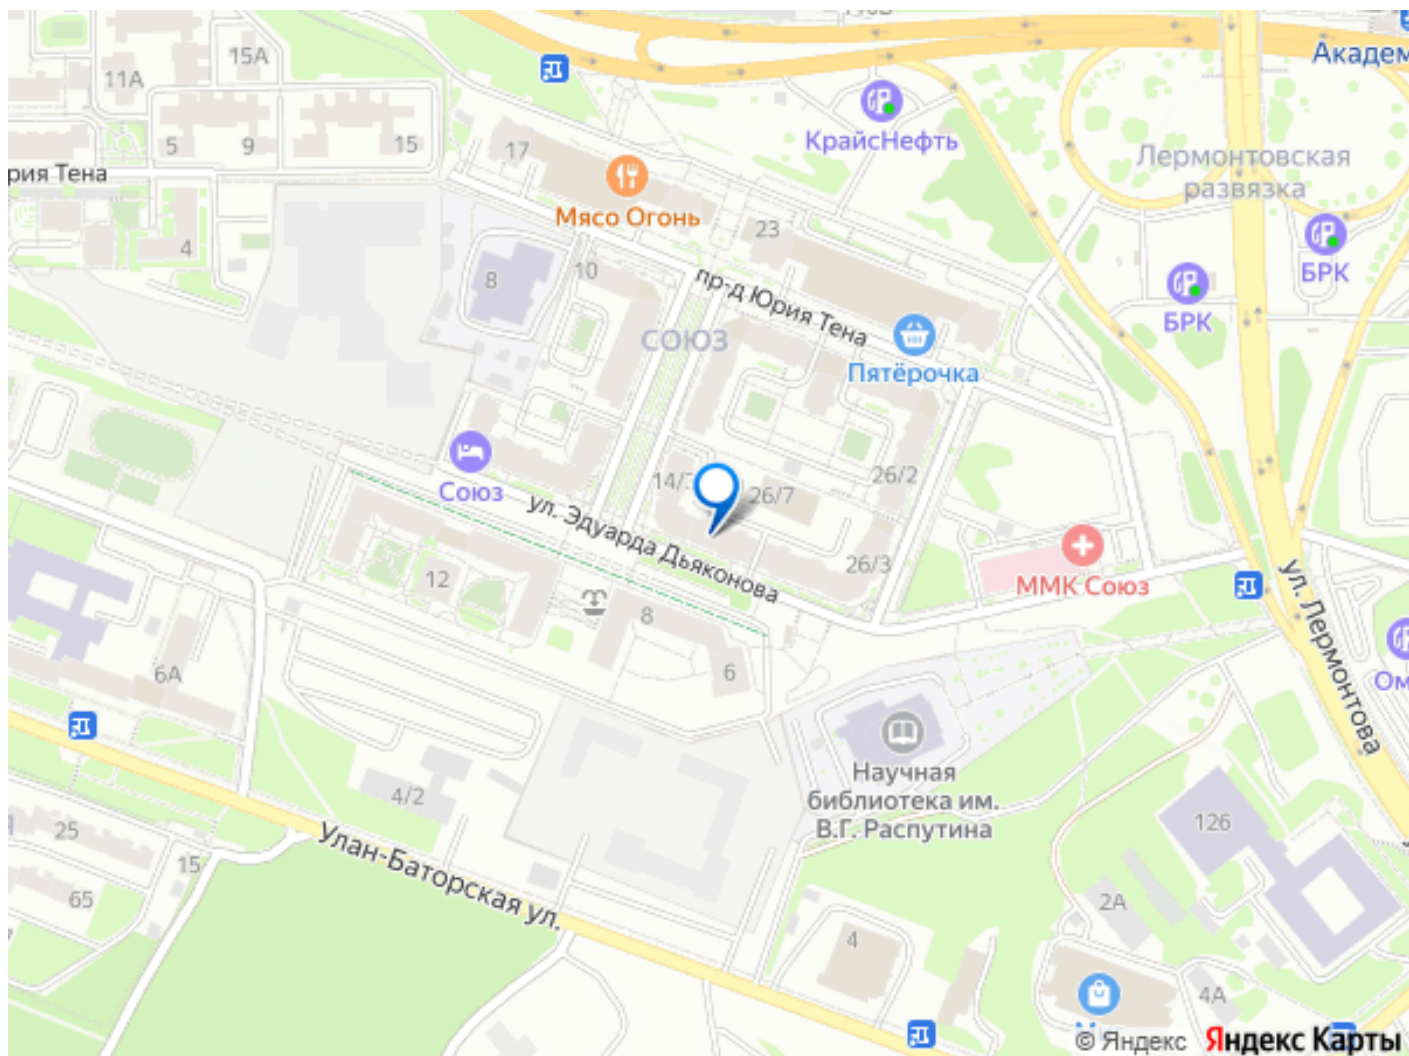 Академ
15А
11А
КрайсНефть
5
9
15
17
Лермонтовская
развязка
рия Тена
Мясо Огонь
23
4
8
10
БРК
пр-д Юрия Тена
БРК
СОЮЗ
Пятёрочка
14/
26/7
26/2
Союз
ул. Эдуарда Дьяконова
26/3
ММК Союз
12
8
ул. Лермонтова
6А
6
Ом
Научная
библиотека им.
В.Г. Распутина
4/2
126
25
15
Улан-Баторская ул.
65
2А
4
4А
© Яндекс Яндекс Карты